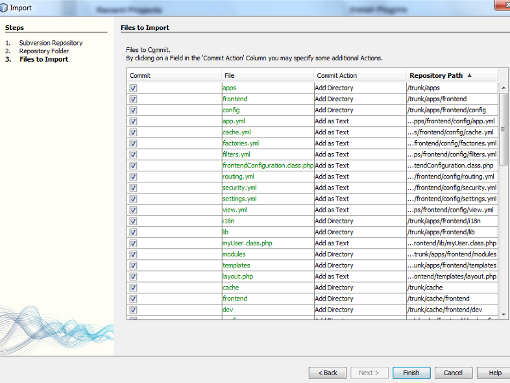 Import
Recent Projects Install Plugins
Steps
1. Subversion Repository
2. Repository Folder
3. Files to Import
Files to Import
Files to Commit.
By clicking on a Field in the 'Commit Action' Column you may specify some additional Actions.
Commit File Commit Action Repository Path
apps Add Directory /trunk/apps
frontend Add Directory /trunk/apps/frontend
config Add Directory /trunk/apps/frontend/config
app.yml Add as Text ...pps/frontend/config/app.yml
cache.yml Add as Text ...s/frontend/config/cache.yml
factories.yml Add as Text ...frontend/config/factories.yml
filters.yml Add as Text ...ps/frontend/config/filters.yml
frontendConfiguration.class.php Add as Text ...tendConfiguration.class.php
routing.yml Add as Text .../frontend/config/routing.yml
security.yml Add as Text .../frontend/config/security.yml
settings.yml Add as Text .../frontend/config/settings.yml
view.yml Add as Text ...ps/frontend/config/view.yml
i18n Add Directory /trunk/apps/frontend/i18n
lib Add Directory /trunk/apps/frontend/lib
myUser.class.php Add as Text ...rontend/lib/myUser.class.php
modules Add Directory ...trunk/apps/frontend/modules
templates Add Directory ...unk/apps/frontend/templates
layout.php Add as Text ...ontend/templates/layout.php
cache Add Directory /trunk/cache
frontend Add Directory /trunk/cache/frontend
dev Add Directory /trunk/cache/frontend/dev
< Back Next > Finish Cancel Help